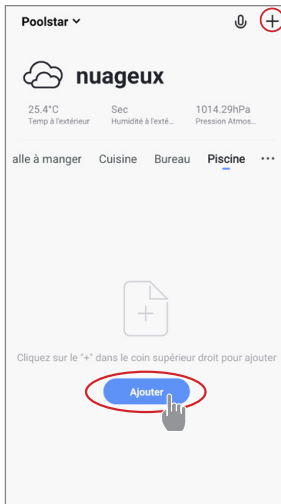 Poolstar
nuageux
25.4°C Sec 1014.29hPa
Temp à l'extérieur Humidité à l'exté... Pression Atmos...
alle à manger Cuisine Bureau Piscine ...
Cliquez sur le "+" dans le coin supérieur droit pour ajouter
Ajouter